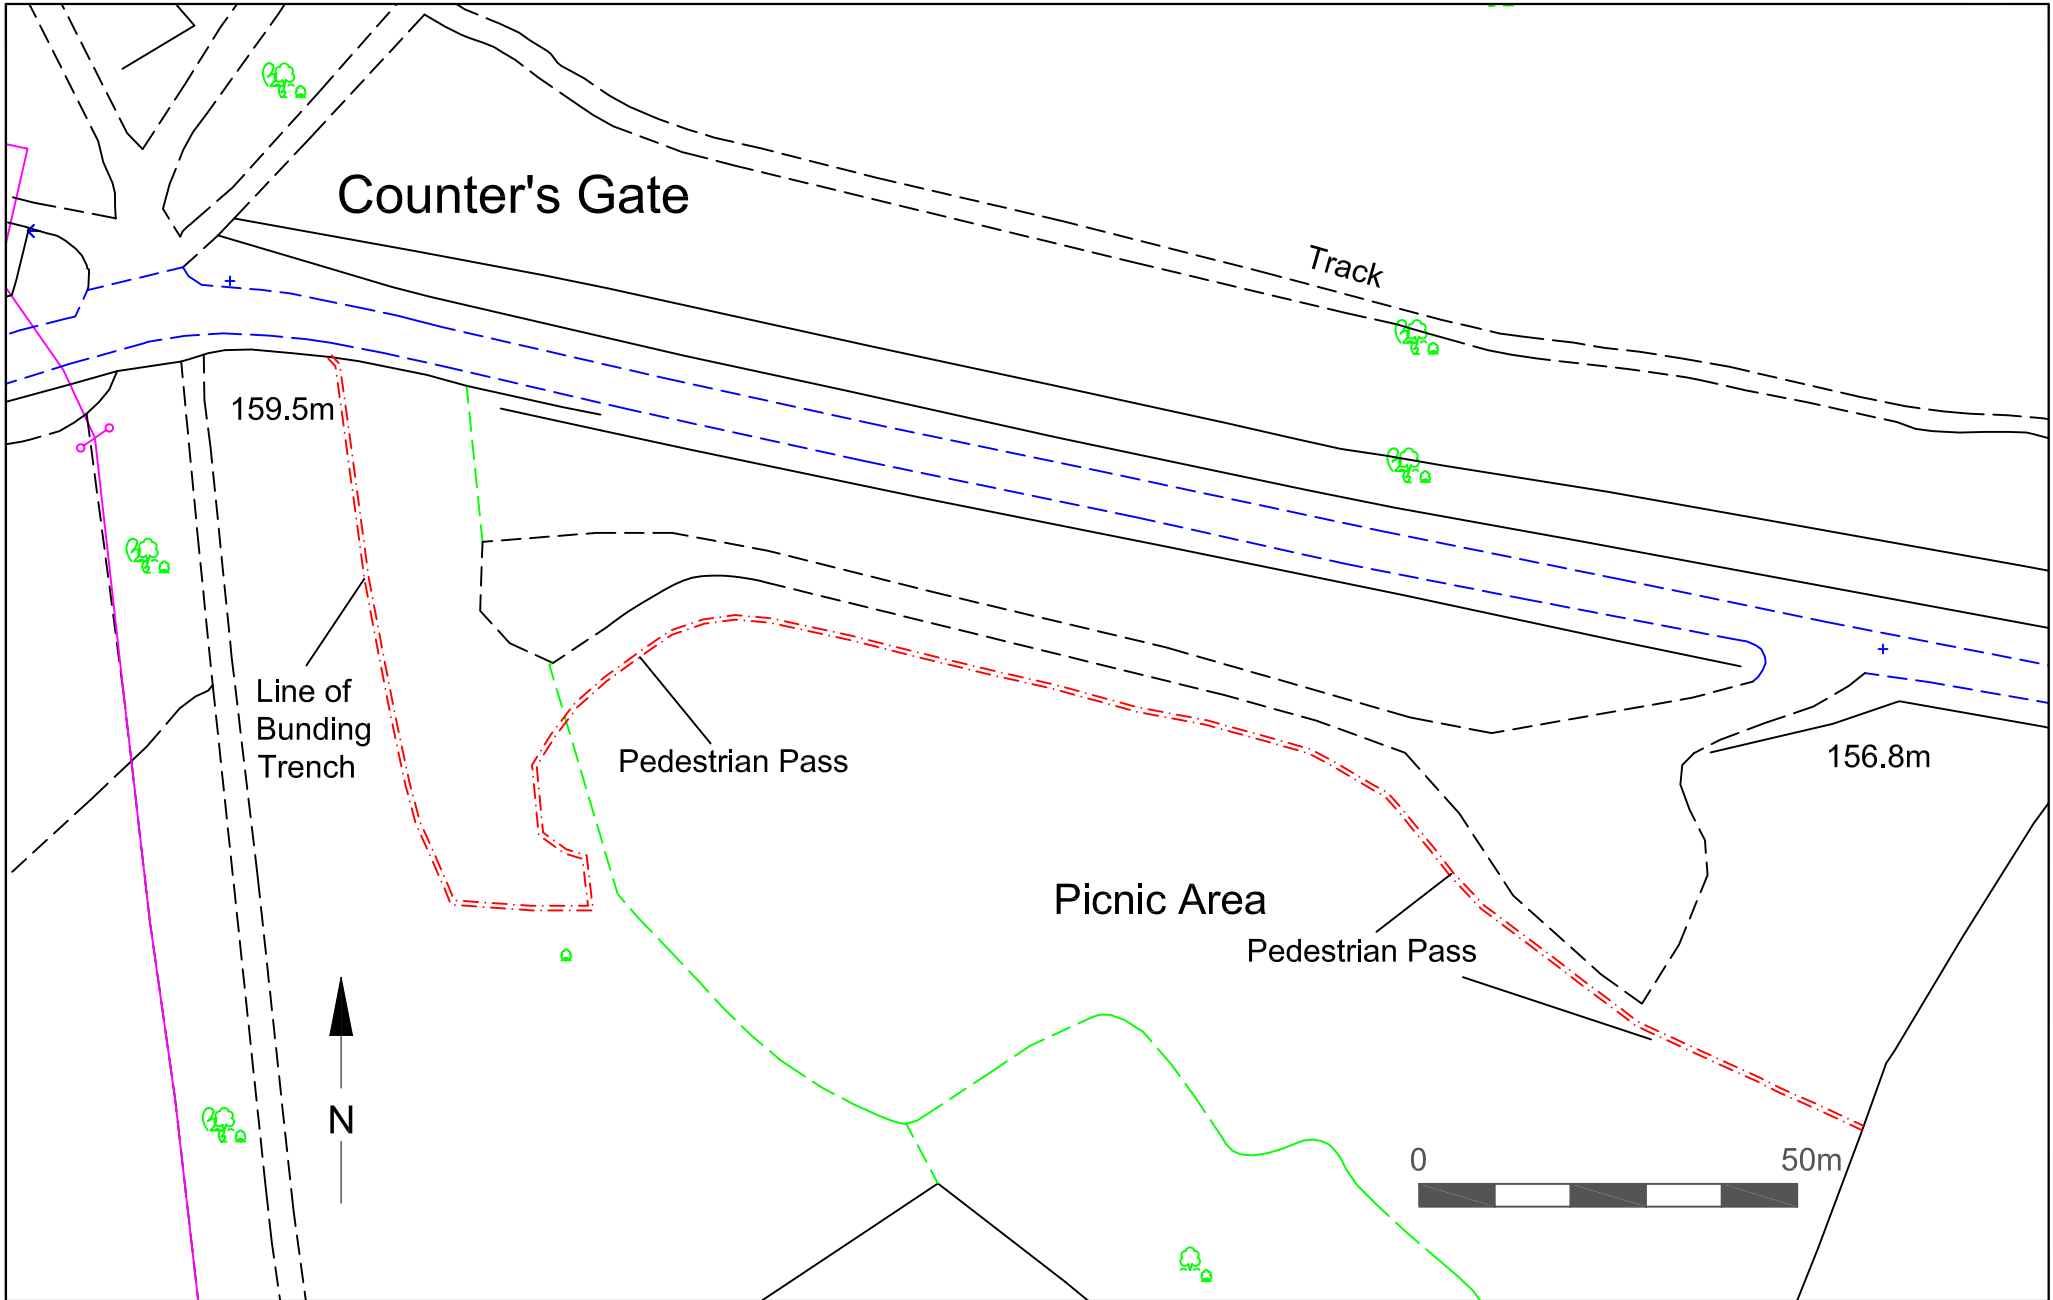 Counter's Gate
Track
159.5m
Line of
Bunding
Trench
Pedestrian Pass
156.8m
Picnic Area
Pedestrian Pass
N
0 50m